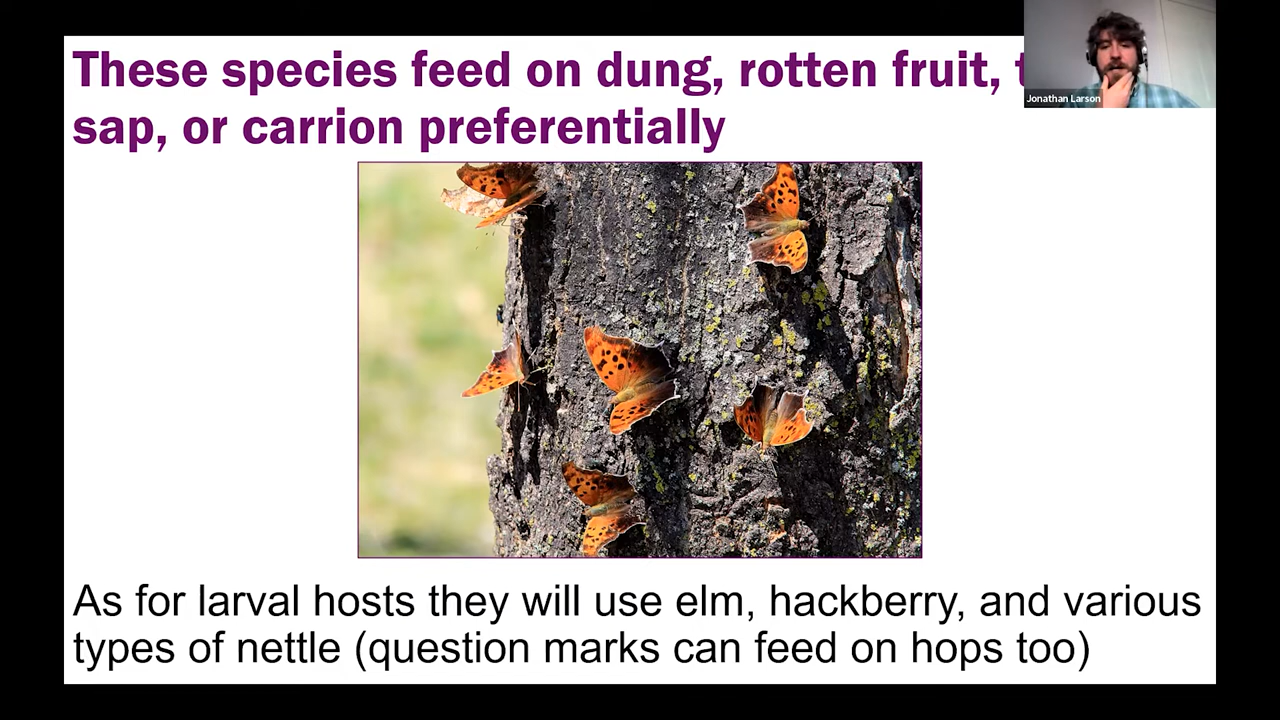 These species feed on dung, rotten fruit,
sap, or carrion preferentially
Jonathan Larson
As for larval hosts they will use elm, hackberry, and various
types of nettle (question marks can feed on hops too)